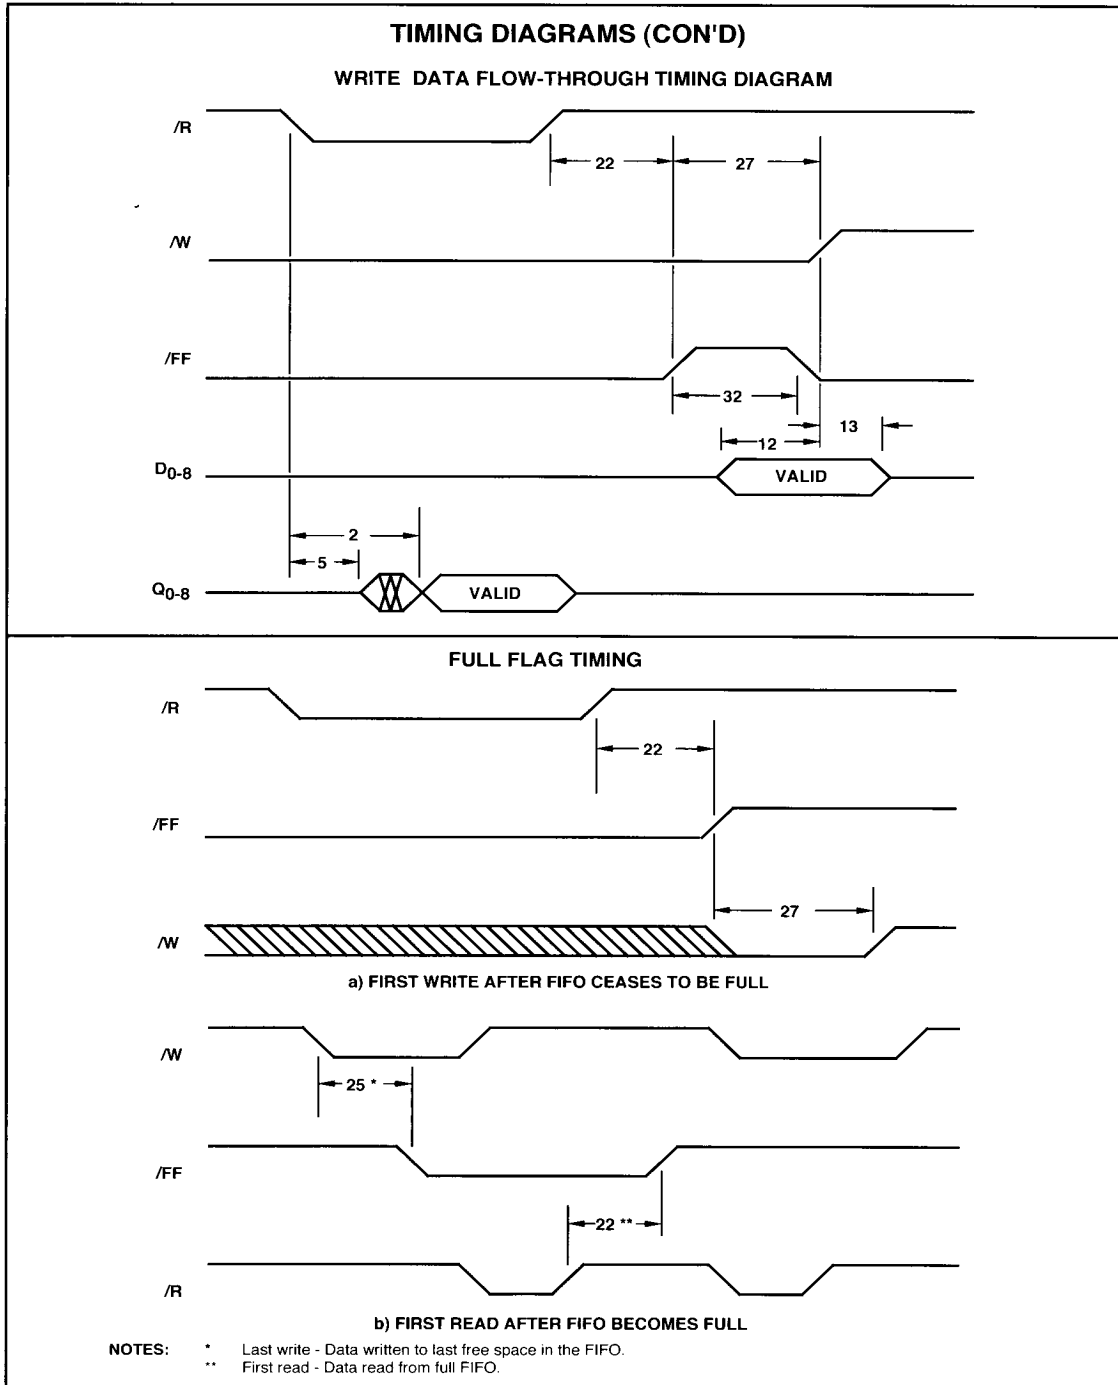 TIMING DIAGRAMS (CON'D)
WRITE DATA FLOW-THROUGH TIMING DIAGRAM
/R
22
27
/W
/FF
32
13
12
D0-8
VALID
2
5
Q0-8
VALID
FULL FLAG TIMING
/R
22
/FF
27
/W
a) FIRST WRITE AFTER FIFO CEASES TO BE FULL
/W
25 *
/FF
22 **
/R
b) FIRST READ AFTER FIFO BECOMES FULL
NOTES: * Last write - Data written to last free space in the FIFO.
** First read - Data read from full FIFO.